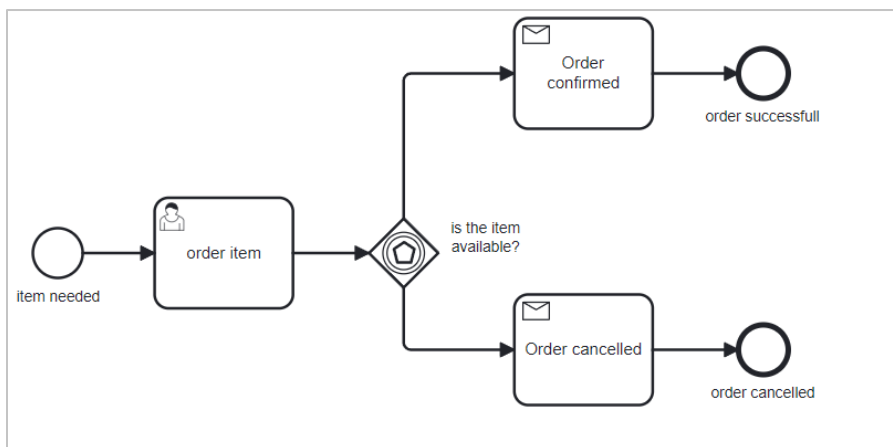 item needed
order item
is the item
available?
Order
confirmed
order successfull
Order cancelled
order cancelled